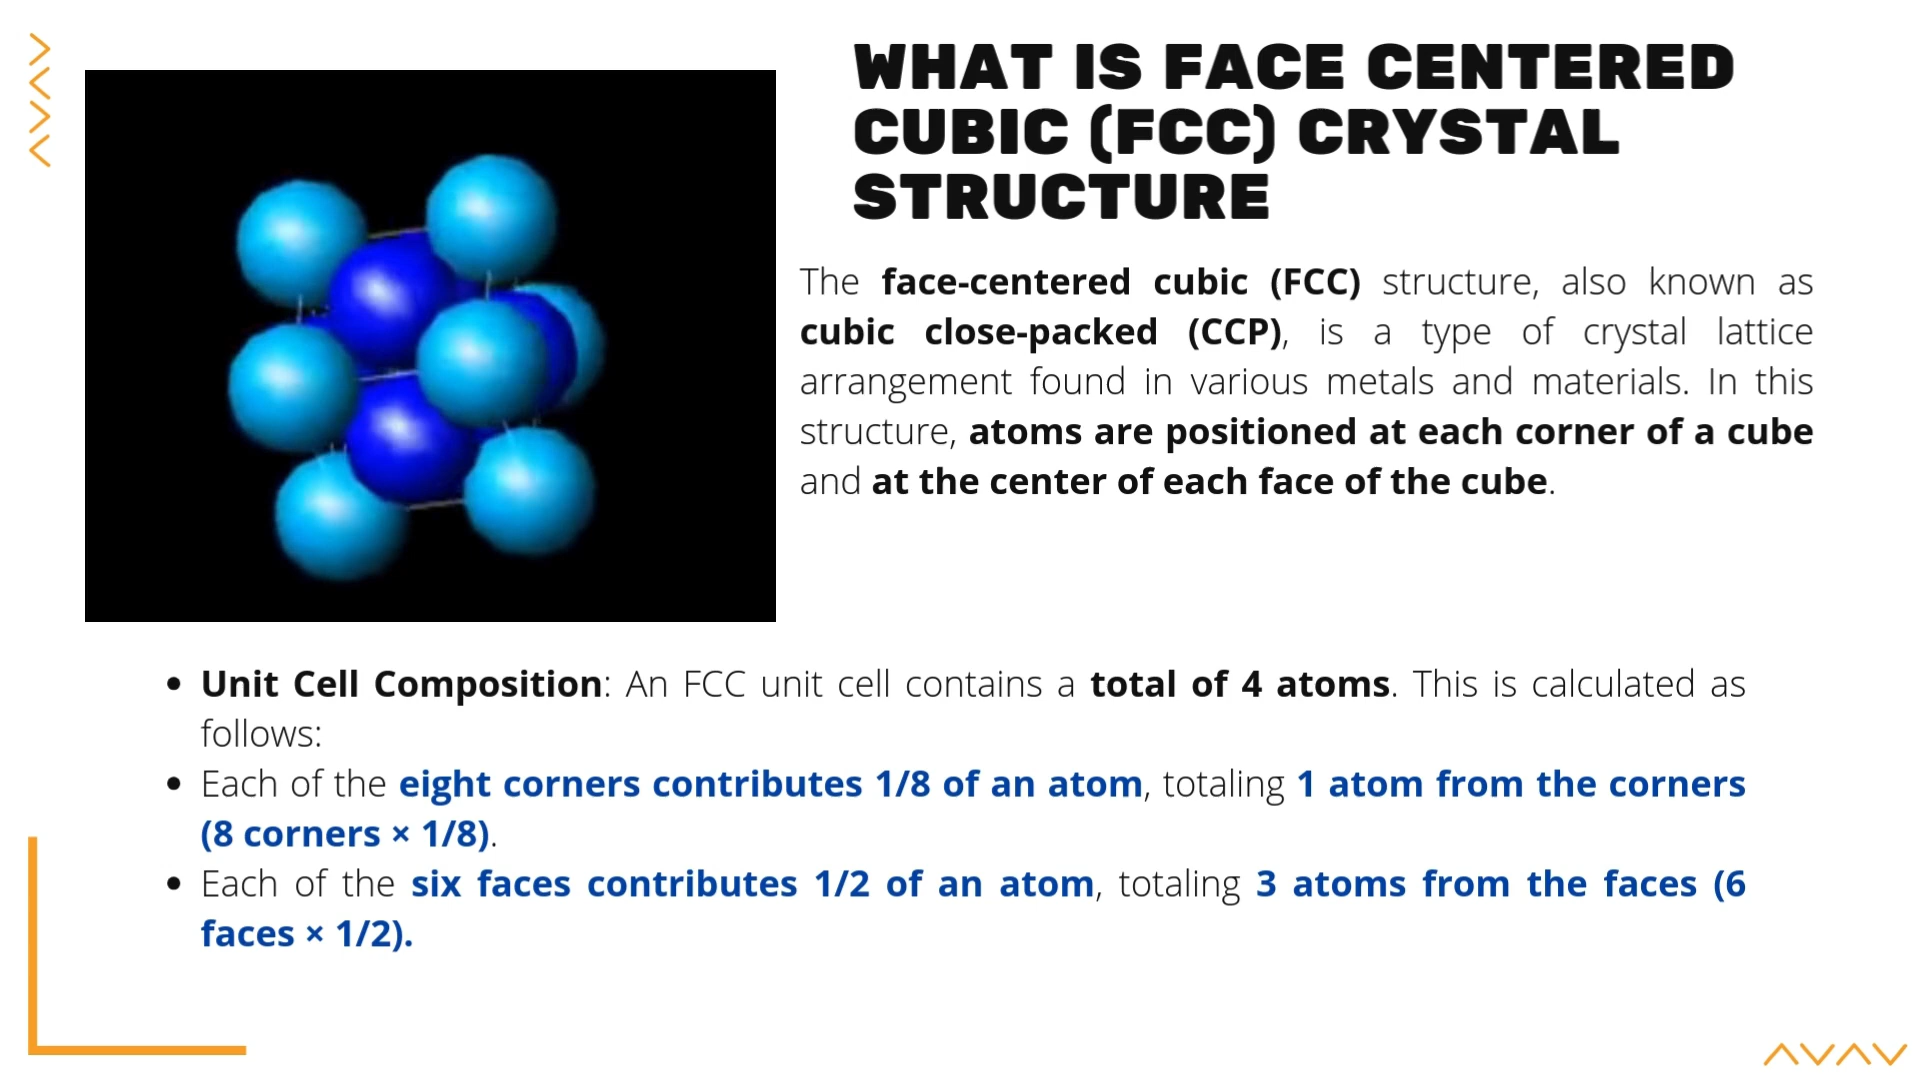 WHAT IS FACE CENTERED
CUBIC (FCC) CRYSTAL
STRUCTURE
The face-centered cubic (FCC) structure, also known as
cubic close-packed (CCP), is a type of crystal lattice
arrangement found in various metals and materials. In this
structure, atoms are positioned at each corner of a cube
and at the center of each face of the cube.
• Unit Cell Composition: An FCC unit cell contains a total of 4 atoms. This is calculated as
follows:
• Each of the eight corners contributes 1/8 of an atom, totaling 1 atom from the corners
(8 corners × 1/8).
• Each of the six faces contributes 1/2 of an atom, totaling 3 atoms from the faces (6
faces × 1/2).